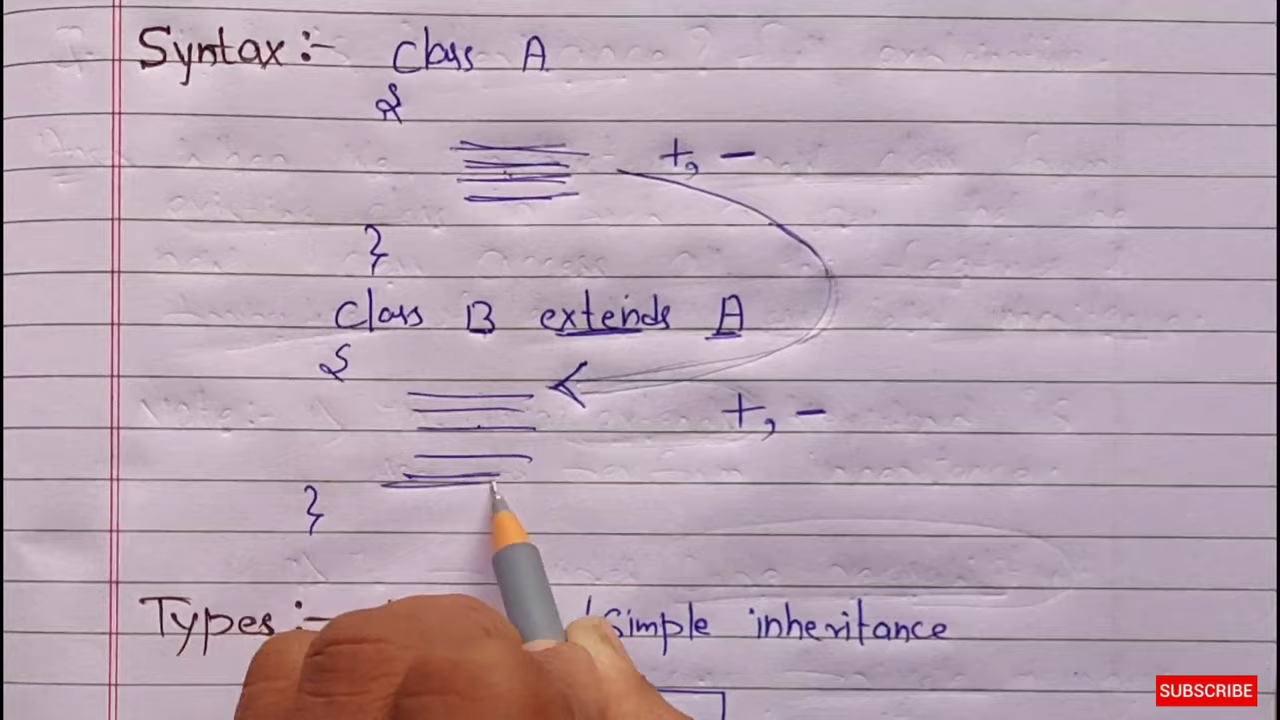 Syntax :- class A
{
+, -
}
class B extends A
{
+, -
}
Types :- /simple inheritance
SUBSCRIBE